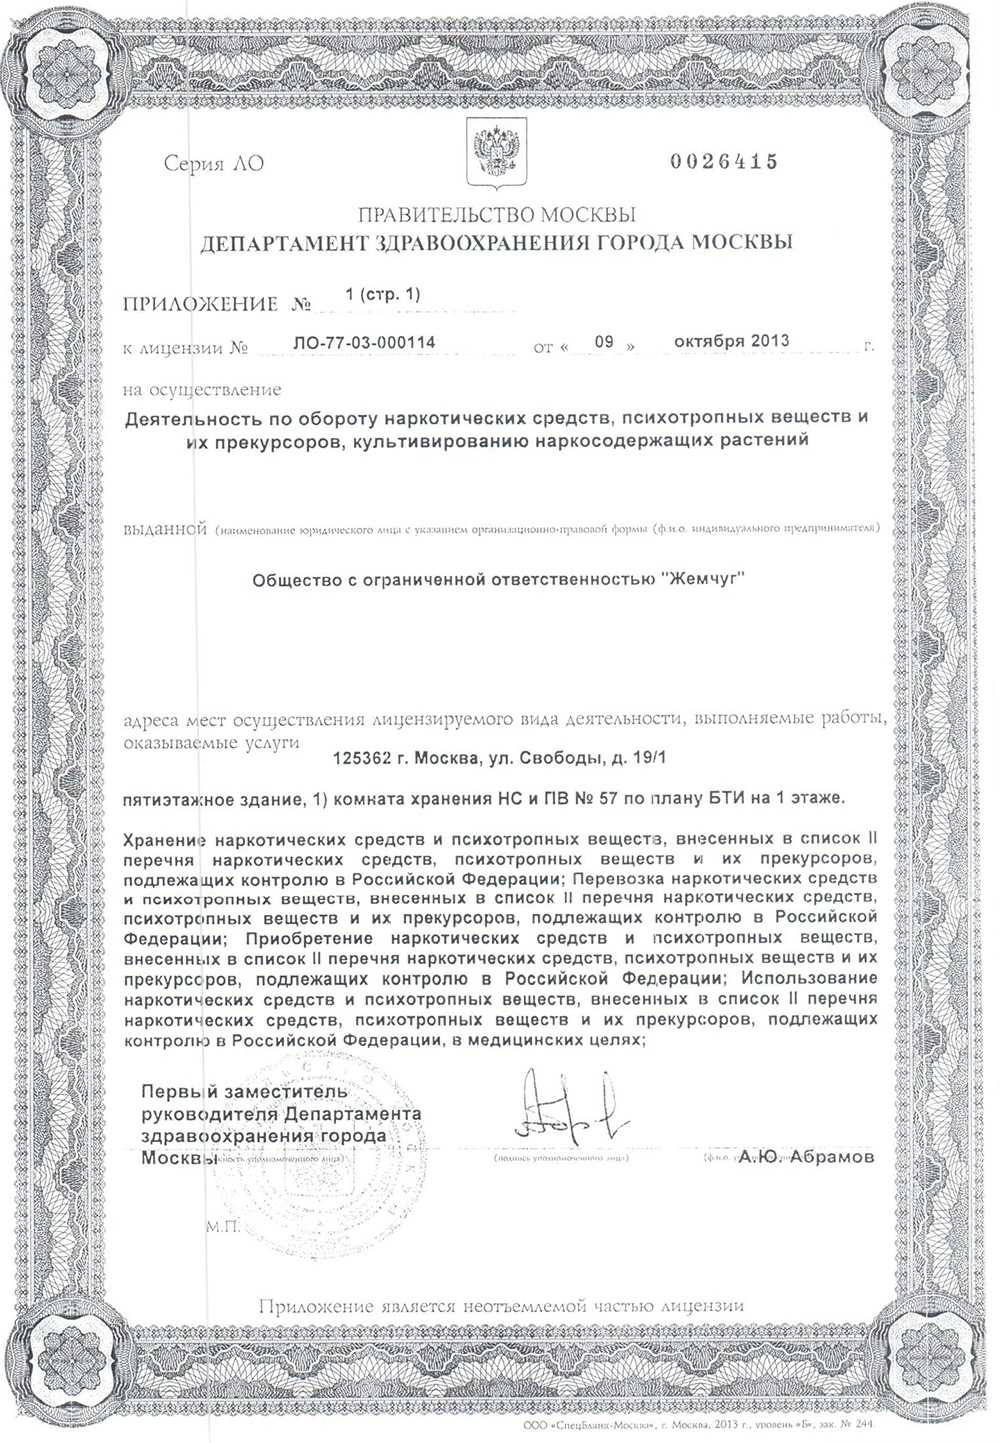 Серия ЛО
0026415
ПРАВИТЕЛЬСТВО МОСКВЫ
ДЕПАРТАМЕНТ ЗДРАВООХРАНЕНИЯ ГОРОДА МОСКВЫ
ПРИЛОЖЕНИЕ № 1 (стр. 1)
к лицензии № ЛО-77-03-000114 от « 09 » октября 2013 г.
на осуществление
Деятельность по обороту наркотических средств, психотропных веществ и
их прекурсоров, культивированию наркосодержащих растений
выданной (наименование юридического лица с указанием организационно-правовой формы (ф.и.о. индивидуального предпринимателя)
Общество с ограниченной ответственностью "Жемчуг"
адреса мест осуществления лицензируемого вида деятельности, выполняемые работы,
оказываемые услуги
125362 г. Москва, ул. Свободы, д. 19/1
пятиэтажное здание, 1) комната хранения НС и ПВ № 57 по плану БТИ на 1 этаже.
Хранение наркотических средств и психотропных веществ, внесенных в список II
перечня наркотических средств, психотропных веществ и их прекурсоров,
подлежащих контролю в Российской Федерации; Перевозка наркотических средств
и психотропных веществ, внесенных в список II перечня наркотических средств,
психотропных веществ и их прекурсоров, подлежащих контролю в Российской
Федерации; Приобретение наркотических средств и психотропных веществ,
внесенных в список II перечня наркотических средств, психотропных веществ и их
прекурсоров, подлежащих контролю в Российской Федерации; Использование
наркотических средств и психотропных веществ, внесенных в список II перечня
наркотических средств, психотропных веществ и их прекурсоров, подлежащих
контролю в Российской Федерации, в медицинских целях;
Первый заместитель
руководителя Департамента
здравоохранения города
Москвы
уполномоченного лица)
(подпись уполномоченного лица)
(ф.и.о.
А.Ю. Абрамов
М.П.
Приложение является неотъемлемой частью лицензии
ООО «СпецБланк-Москва», г. Москва, 2013 г., уровень «Б», зак. № 244.